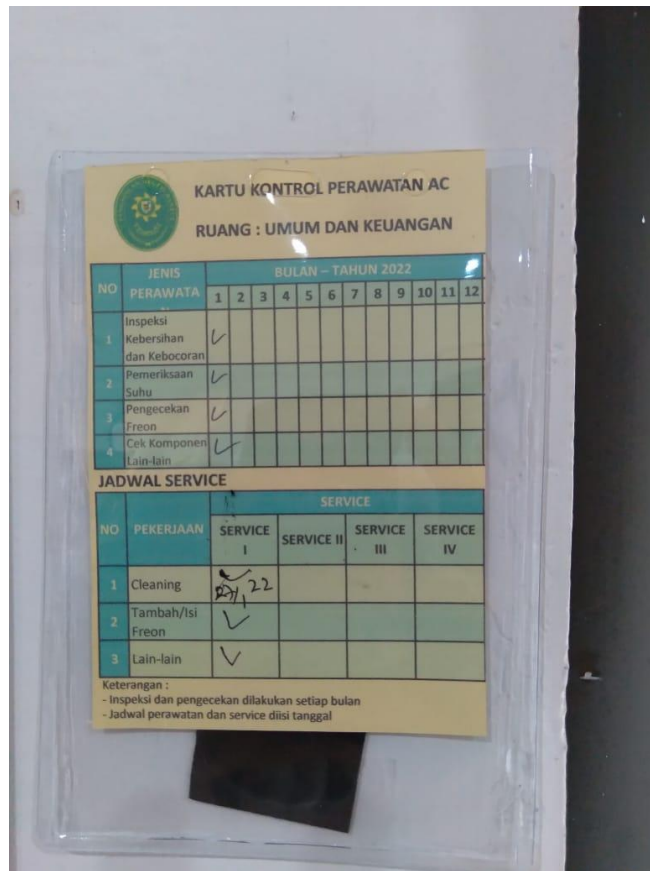 KARTU KONTROL PERAWATAN AC
RUANG : UMUM DAN KEUANGAN
NO JENIS PERAWATA BULAN – TAHUN 2022
1 2 3 4 5 6 7 8 9 10 11 12
1 Inspeksi Kebersihan dan Kebocoran ✓
2 Pemeriksaan Suhu ✓
3 Pengecekan Freon ✓
4 Cek Komponen Lain-lain ✓
JADWAL SERVICE
NO PEKERJAAN SERVICE
SERVICE I SERVICE II SERVICE III SERVICE IV
1 Cleaning ✓ 22
2 Tambah/Isi Freon ✓
3 Lain-lain ✓
Keterangan :
- Inspeksi dan pengecekan dilakukan setiap bulan
- Jadwal perawatan dan service diisi tanggal